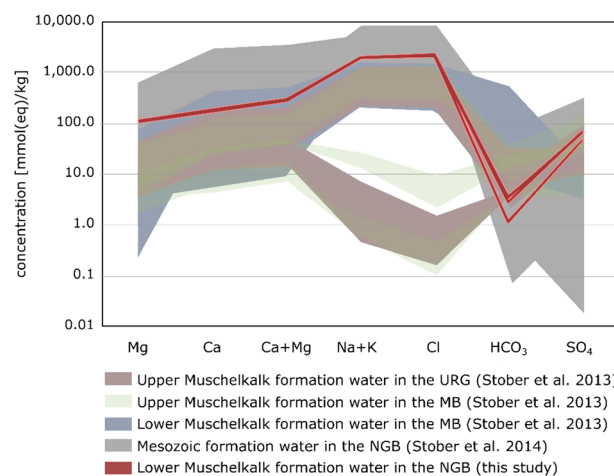 10,000.0
1,000.0
100.0
10.0
1.0
0.1
0.01
concentration [mmol(eq)/kg]
Mg Ca Ca+Mg Na+K Cl HCO₃ SO₄
Upper Muschelkalk formation water in the URG (Stober et al. 2013)
Upper Muschelkalk formation water in the MB (Stober et al. 2013)
Lower Muschelkalk formation water in the MB (Stober et al. 2013)
Mesozoic formation water in the NGB (Stober et al. 2014)
Lower Muschelkalk formation water in the NGB (this study)